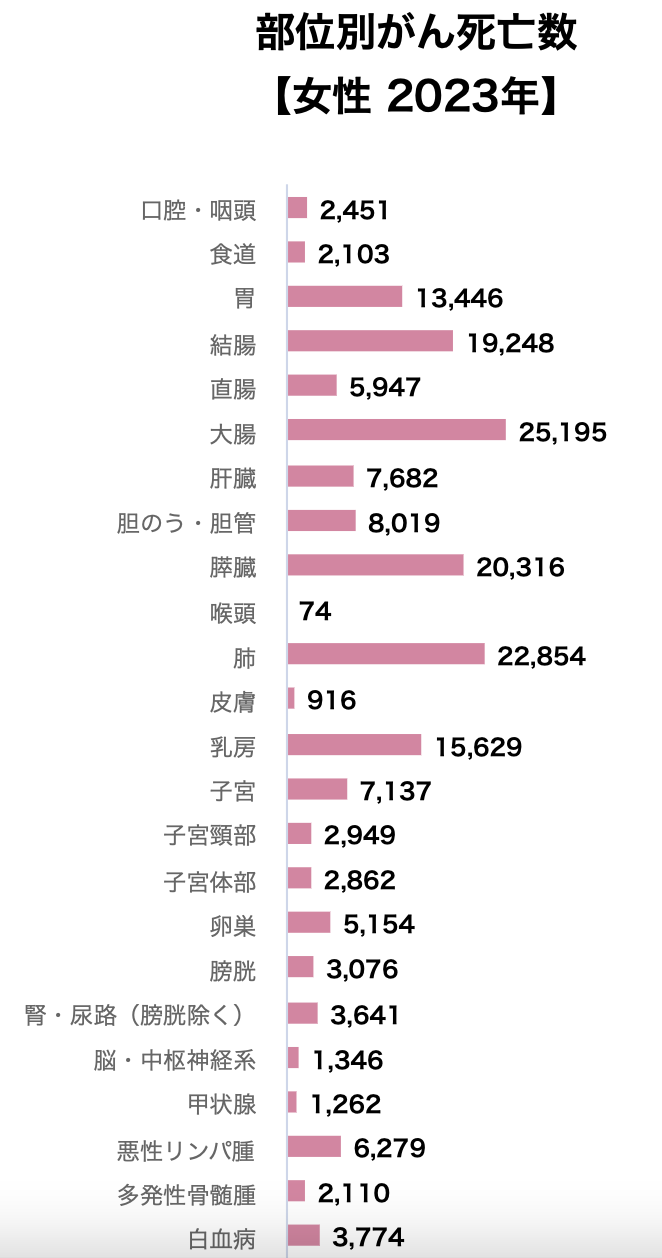 部位別がん死亡数
【女性 2023年】
口腔・咽頭 2,451
食道 2,103
胃 13,446
結腸 19,248
直腸 5,947
大腸 25,195
肝臓 7,682
胆のう・胆管 8,019
膵臓 20,316
喉頭 74
肺 22,854
皮膚 916
乳房 15,629
子宮 7,137
子宮頸部 2,949
子宮体部 2,862
卵巣 5,154
膀胱 3,076
腎・尿路（膀胱除く） 3,641
脳・中枢神経系 1,346
甲状腺 1,262
悪性リンパ腫 6,279
多発性骨髄腫 2,110
白血病 3,774